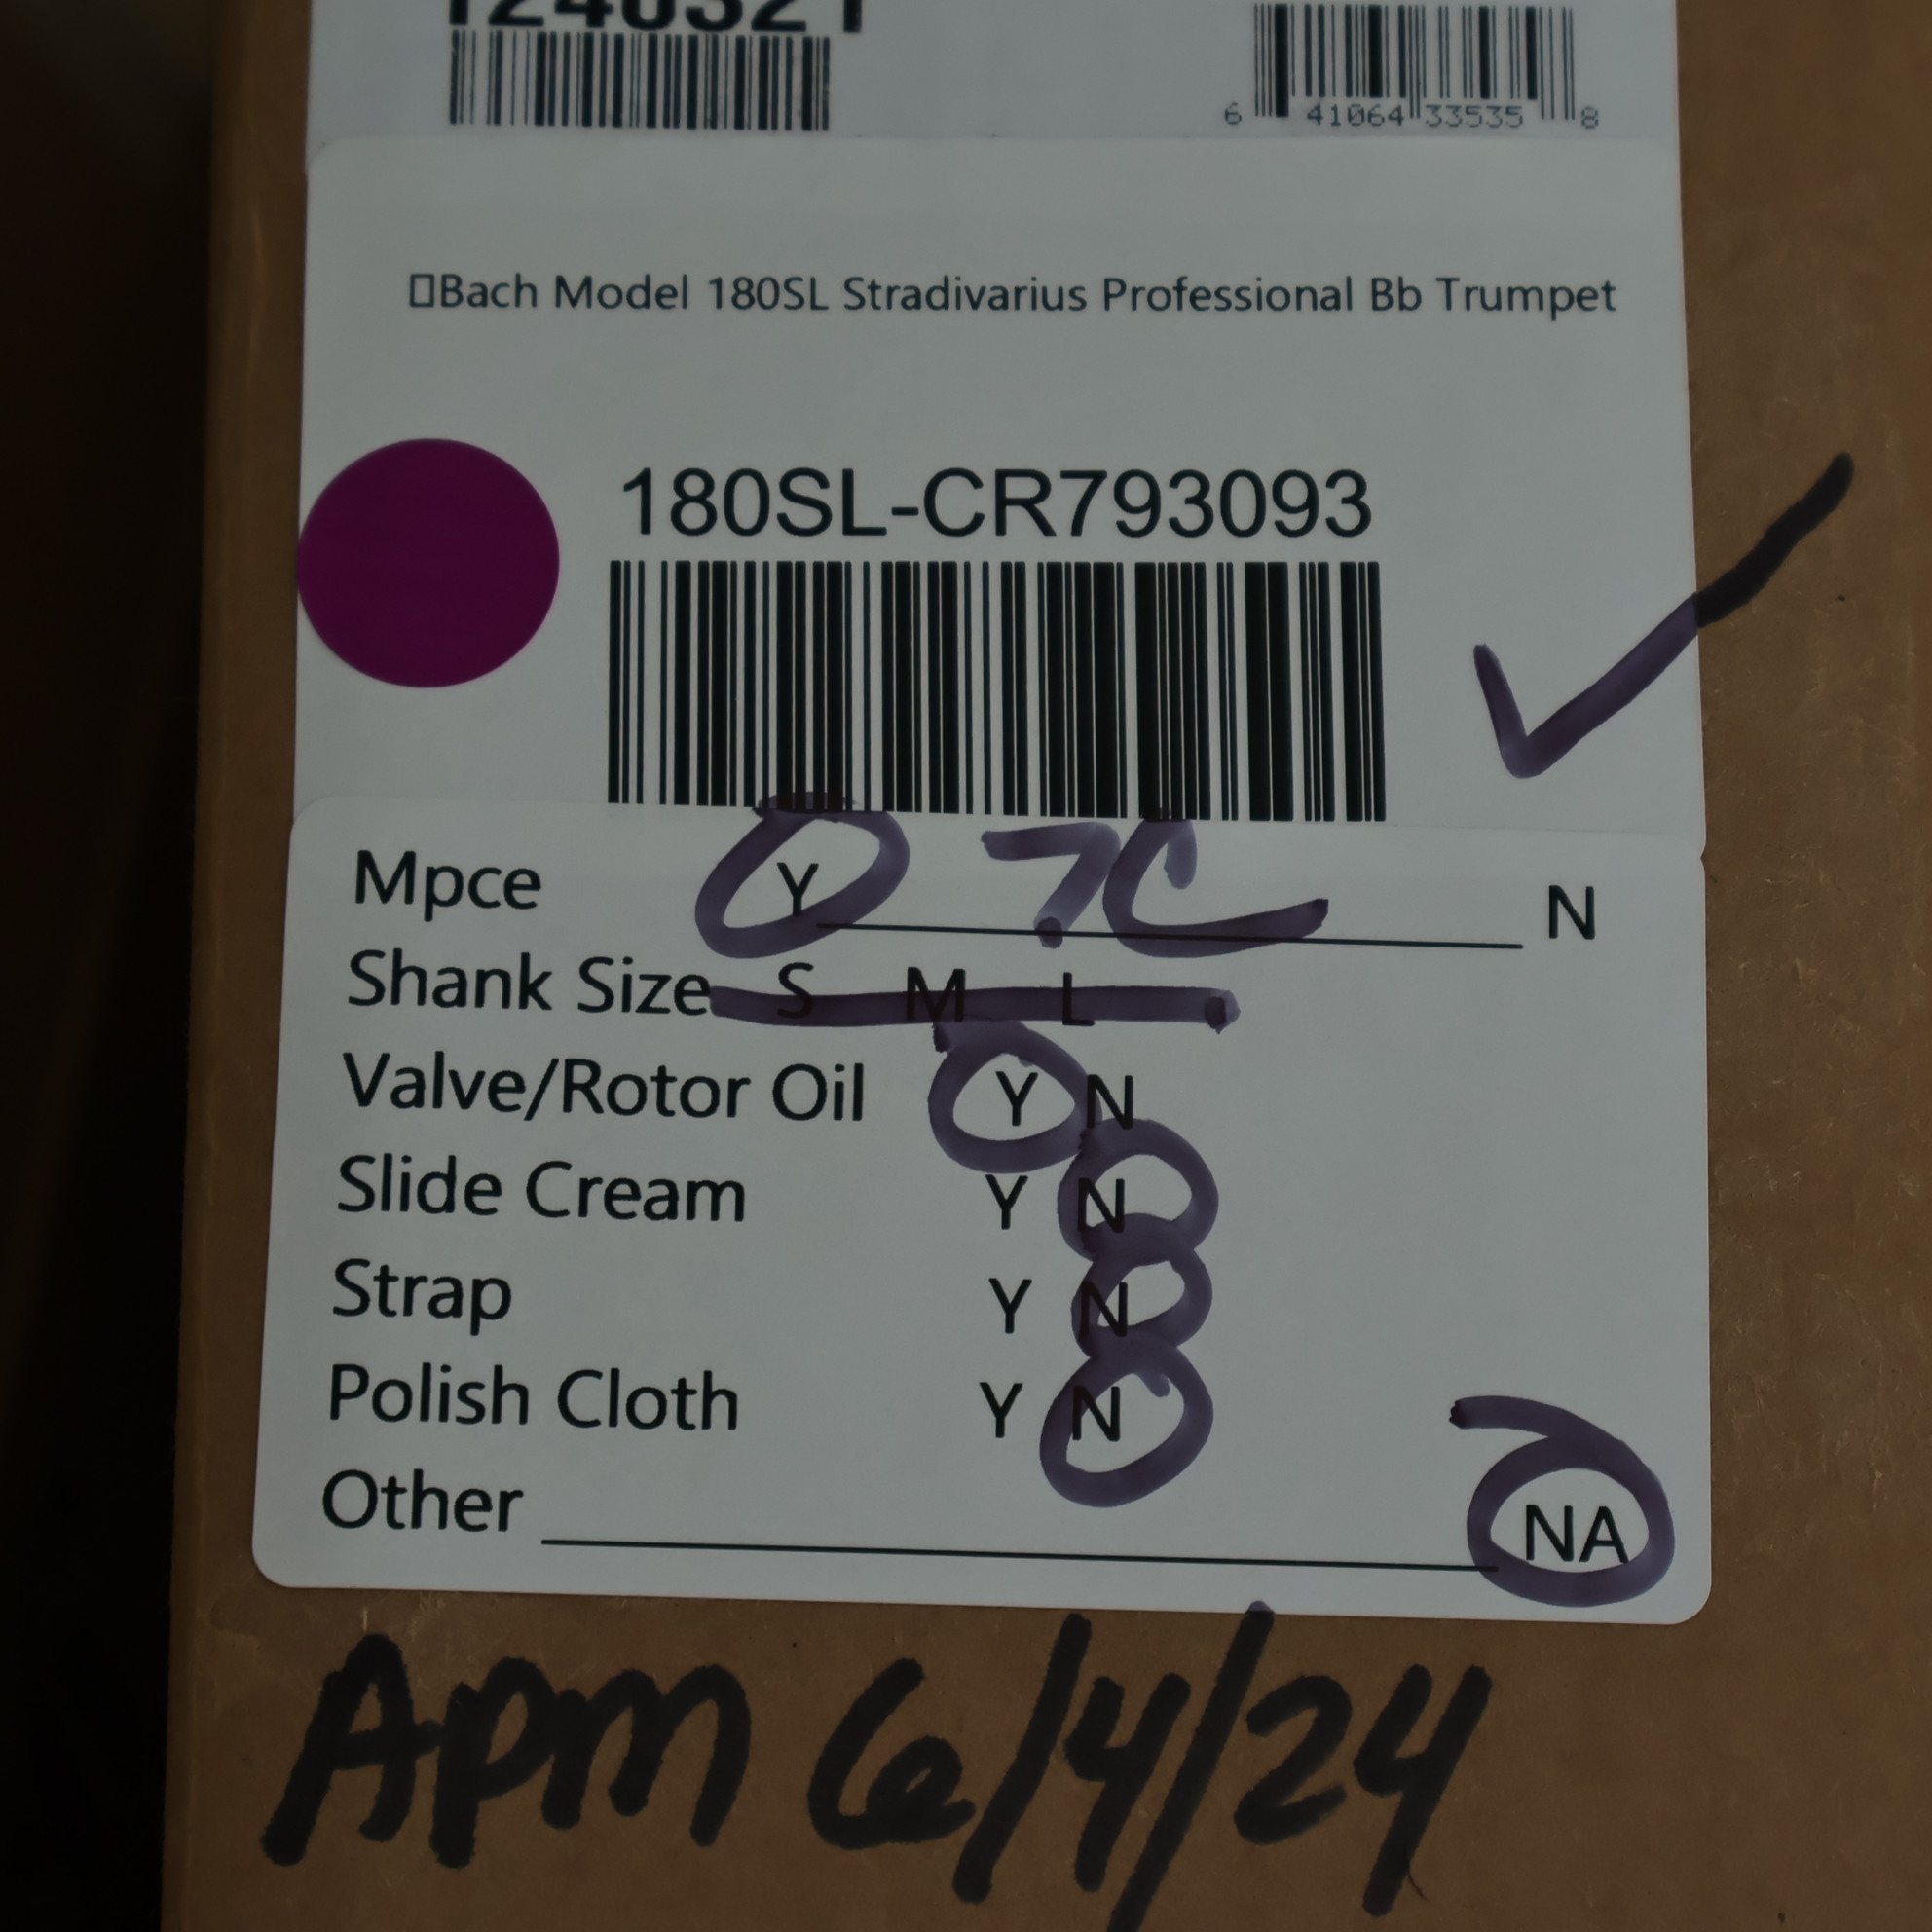 1240321
6 41064 33535 8
Bach Model 180SL Stradivarius Professional Bb Trumpet
180SL-CR793093
Mpce Y 7C N
Shank Size S M L
Valve/Rotor Oil Y N
Slide Cream Y N
Strap Y N
Polish Cloth Y N
Other NA
APM 6/4/24